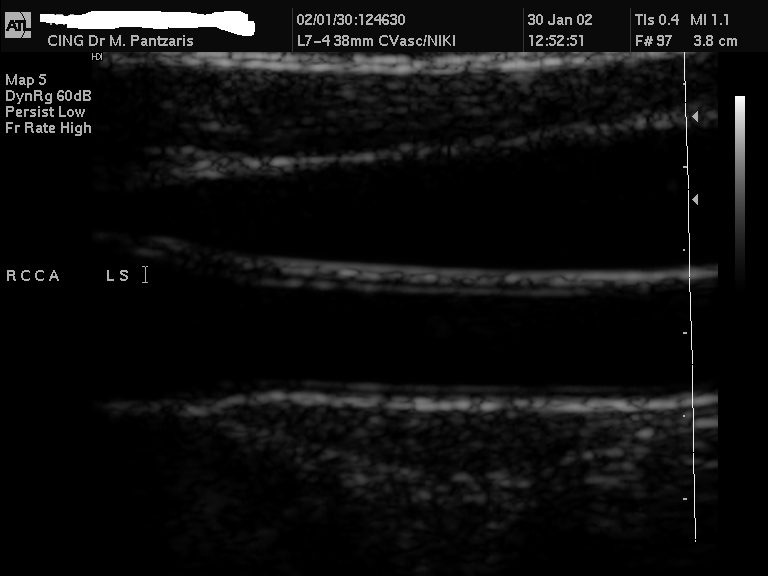 ATL
02/01/30:124630
30 Jan 02
TIs 0.4 MI 1.1
CING Dr M. Pantzaris
L7-4 38mm CVasc/NIKI
12:52:51
F# 97 3.8 cm
HDI
Map 5
DynRg 60dB
Persist Low
Fr Rate High
RCCA LS